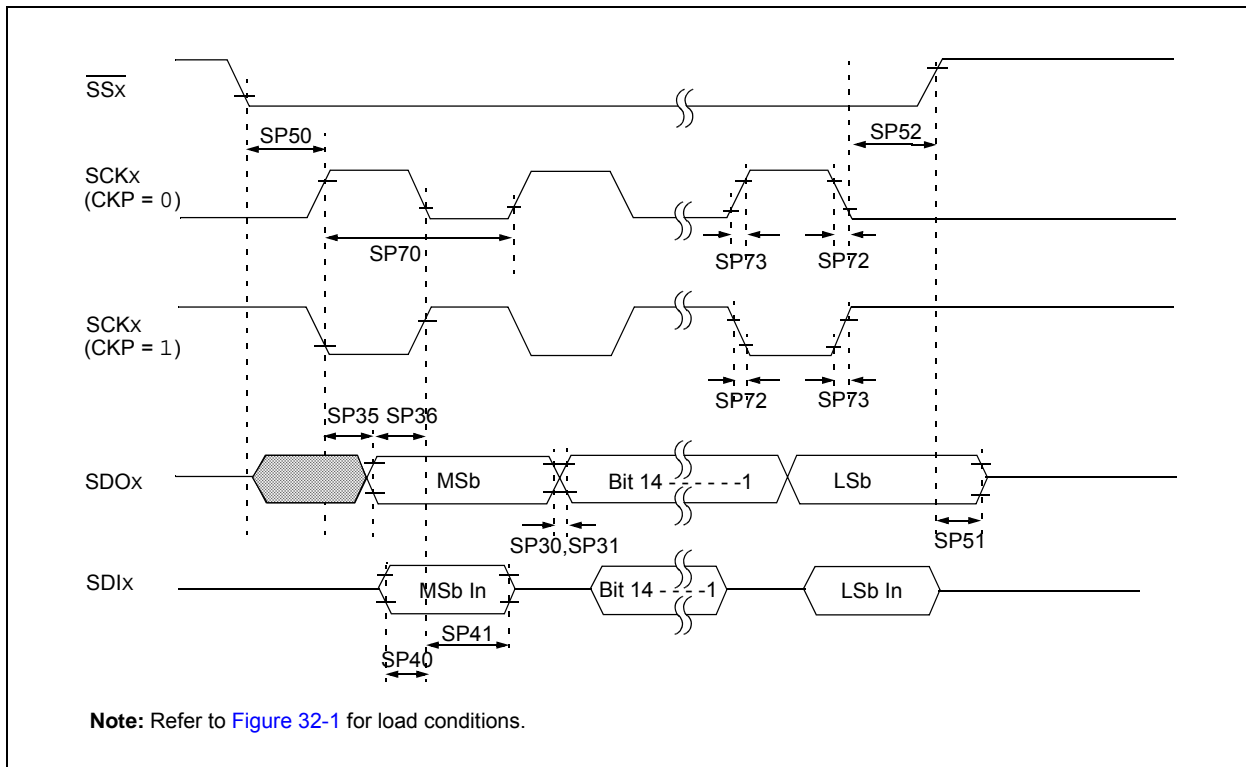 SSx
SP50
SP52
SCKx
(CKP = 0)
SP70
SP73
SP72
SCKx
(CKP = 1)
SP72
SP73
SP35 SP36
SDOx
MSb
Bit 14 - - - - - -1
LSb
SP30,SP31
SP51
SDIx
MSb In
Bit 14 - - - -1
LSb In
SP41
SP40
Note: Refer to Figure 32-1 for load conditions.